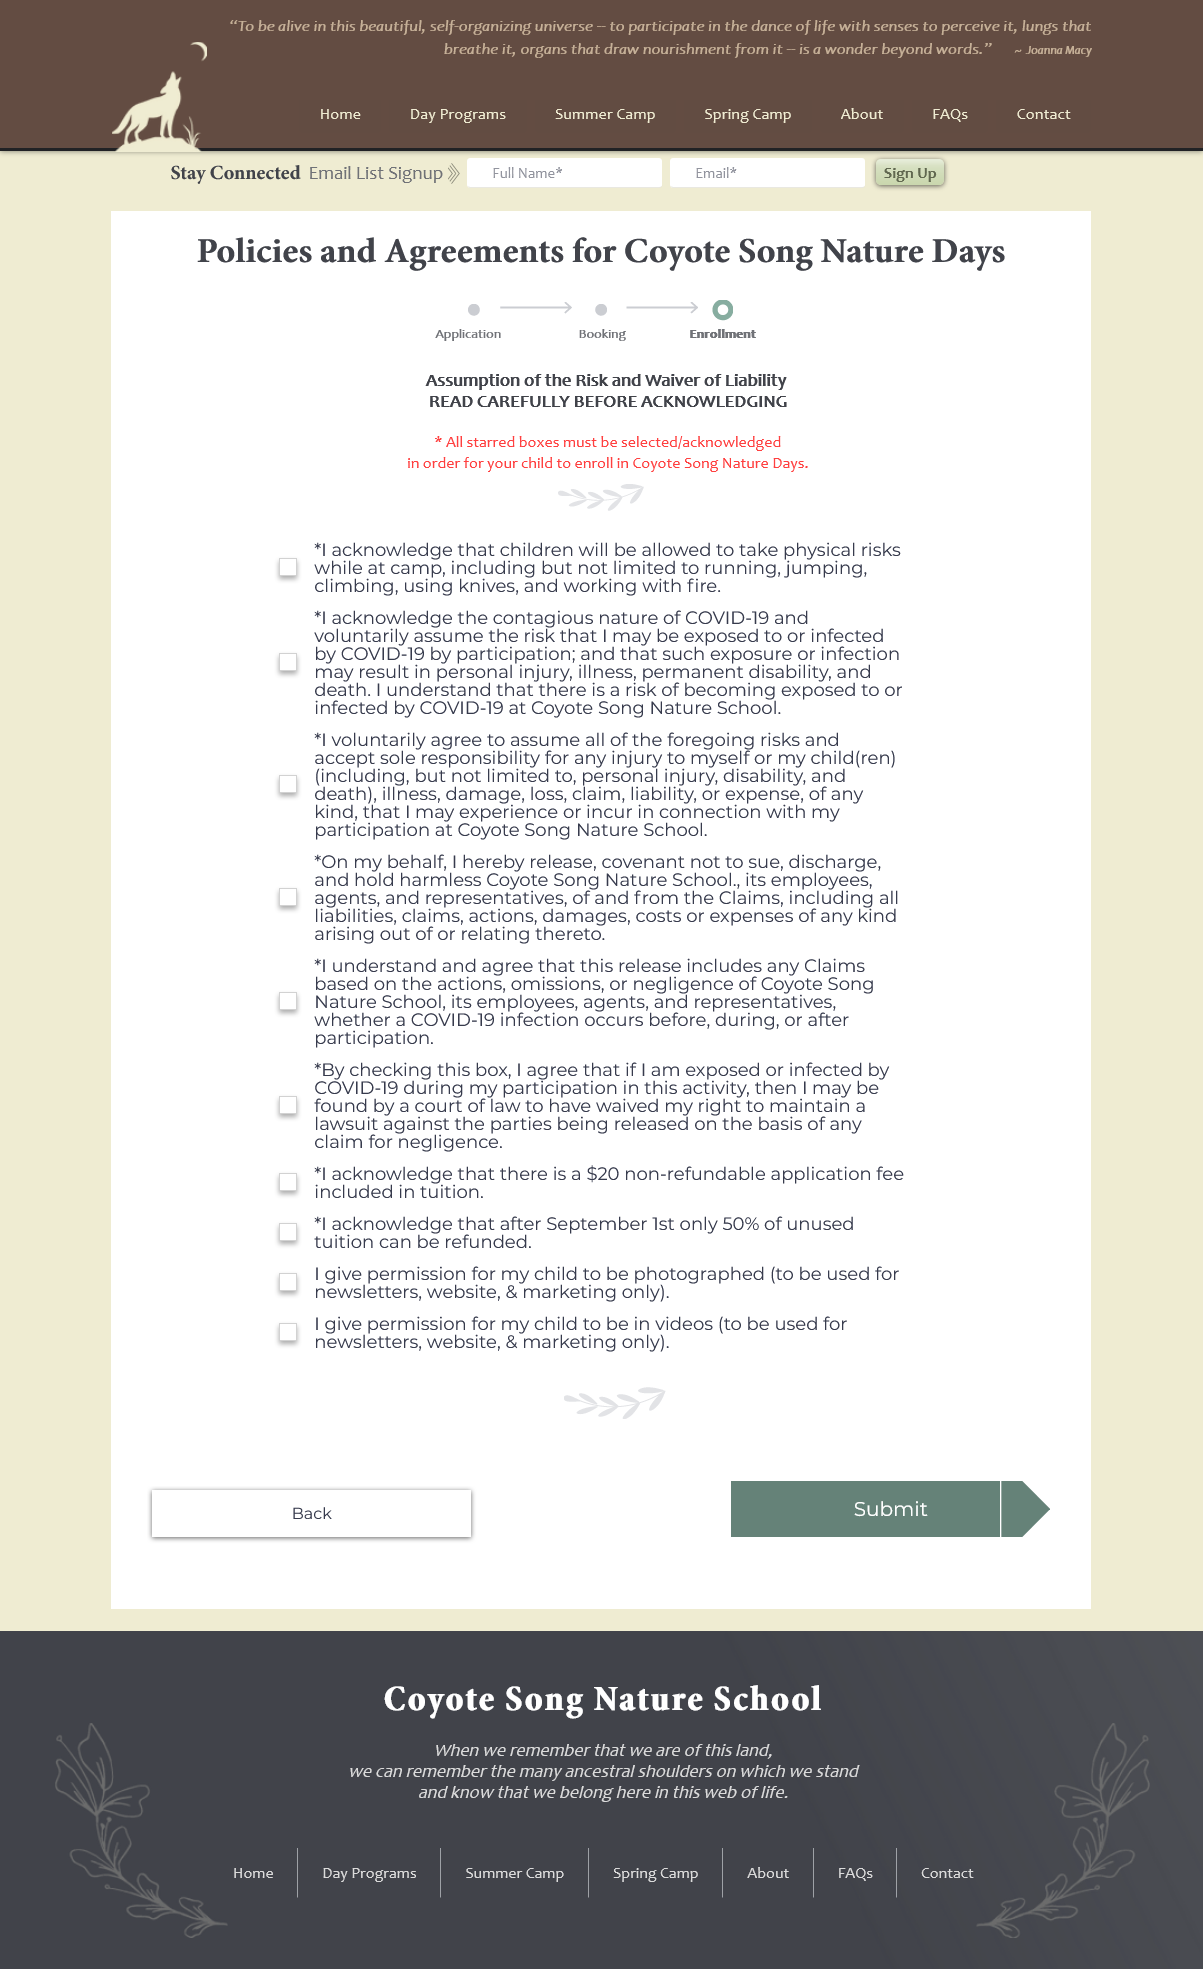 “To be alive in this beautiful, self-organizing universe – to participate in the dance of life with senses to perceive it, lungs that
breathe it, organs that draw nourishment from it – is a wonder beyond words.” ~ Joanna Macy
Home Day Programs Summer Camp Spring Camp About FAQs Contact
Stay Connected Email List Signup Full Name* Email* Sign Up
Policies and Agreements for Coyote Song Nature Days
Application Booking Enrollment
Assumption of the Risk and Waiver of Liability
READ CAREFULLY BEFORE ACKNOWLEDGING
* All starred boxes must be selected/acknowledged
in order for your child to enroll in Coyote Song Nature Days.
*I acknowledge that children will be allowed to take physical risks
while at camp, including but not limited to running, jumping,
climbing, using knives, and working with fire.
*I acknowledge the contagious nature of COVID-19 and
voluntarily assume the risk that I may be exposed to or infected
by COVID-19 by participation; and that such exposure or infection
may result in personal injury, illness, permanent disability, and
death. I understand that there is a risk of becoming exposed to or
infected by COVID-19 at Coyote Song Nature School.
*I voluntarily agree to assume all of the foregoing risks and
accept sole responsibility for any injury to myself or my child(ren)
(including, but not limited to, personal injury, disability, and
death), illness, damage, loss, claim, liability, or expense, of any
kind, that I may experience or incur in connection with my
participation at Coyote Song Nature School.
*On my behalf, I hereby release, covenant not to sue, discharge,
and hold harmless Coyote Song Nature School., its employees,
agents, and representatives, of and from the Claims, including all
liabilities, claims, actions, damages, costs or expenses of any kind
arising out of or relating thereto.
*I understand and agree that this release includes any Claims
based on the actions, omissions, or negligence of Coyote Song
Nature School, its employees, agents, and representatives,
whether a COVID-19 infection occurs before, during, or after
participation.
*By checking this box, I agree that if I am exposed or infected by
COVID-19 during my participation in this activity, then I may be
found by a court of law to have waived my right to maintain a
lawsuit against the parties being released on the basis of any
claim for negligence.
*I acknowledge that there is a $20 non-refundable application fee
included in tuition.
*I acknowledge that after September 1st only 50% of unused
tuition can be refunded.
I give permission for my child to be photographed (to be used for
newsletters, website, & marketing only).
I give permission for my child to be in videos (to be used for
newsletters, website, & marketing only).
Back Submit
Coyote Song Nature School
When we remember that we are of this land,
we can remember the many ancestral shoulders on which we stand
and know that we belong here in this web of life.
Home Day Programs Summer Camp Spring Camp About FAQs Contact